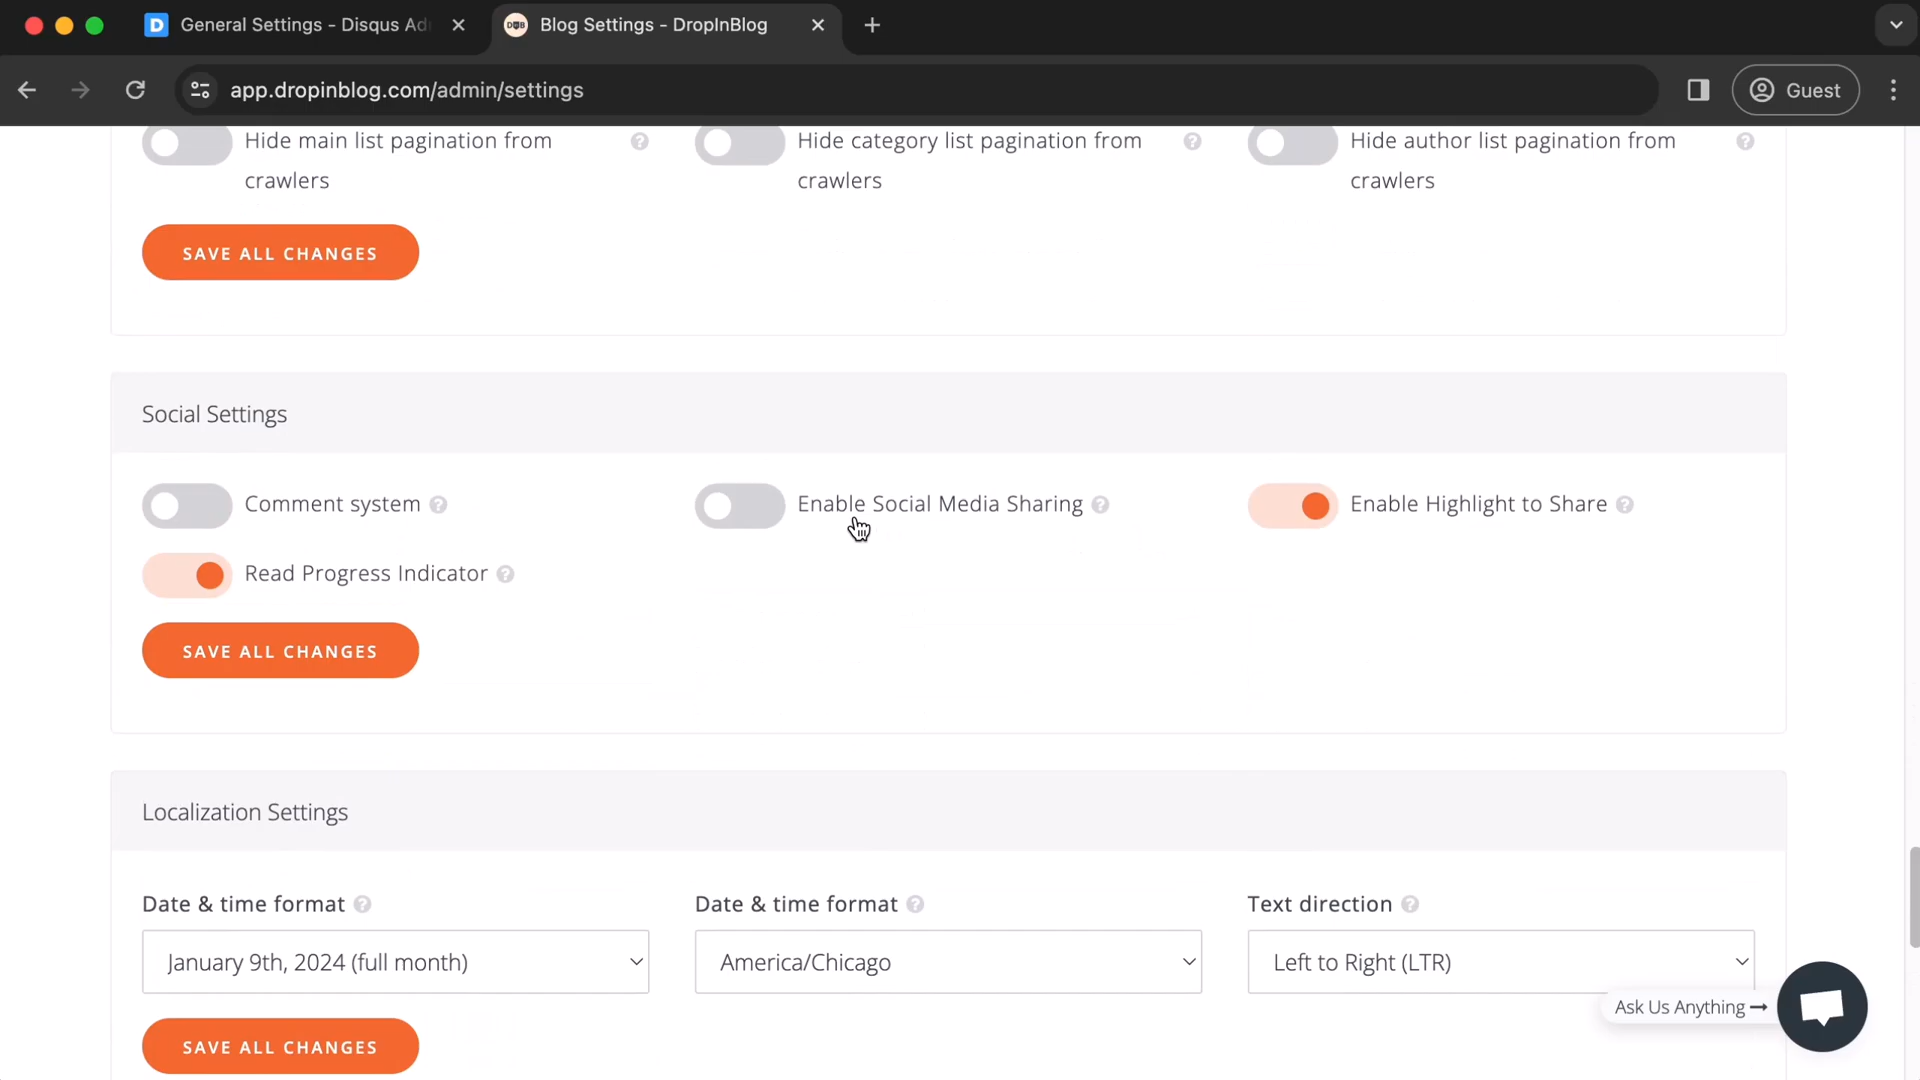 General Settings - Disqus Ad
Blog Settings - DropInBlog
app.dropinblog.com/admin/settings
Guest
Hide main list pagination from
crawlers
Hide category list pagination from
crawlers
Hide author list pagination from
crawlers
SAVE ALL CHANGES
Social Settings
Comment system
Enable Social Media Sharing
Enable Highlight to Share
Read Progress Indicator
SAVE ALL CHANGES
Localization Settings
Date & time format
Date & time format
Text direction
January 9th, 2024 (full month)
America/Chicago
Left to Right (LTR)
Ask Us Anything →
SAVE ALL CHANGES